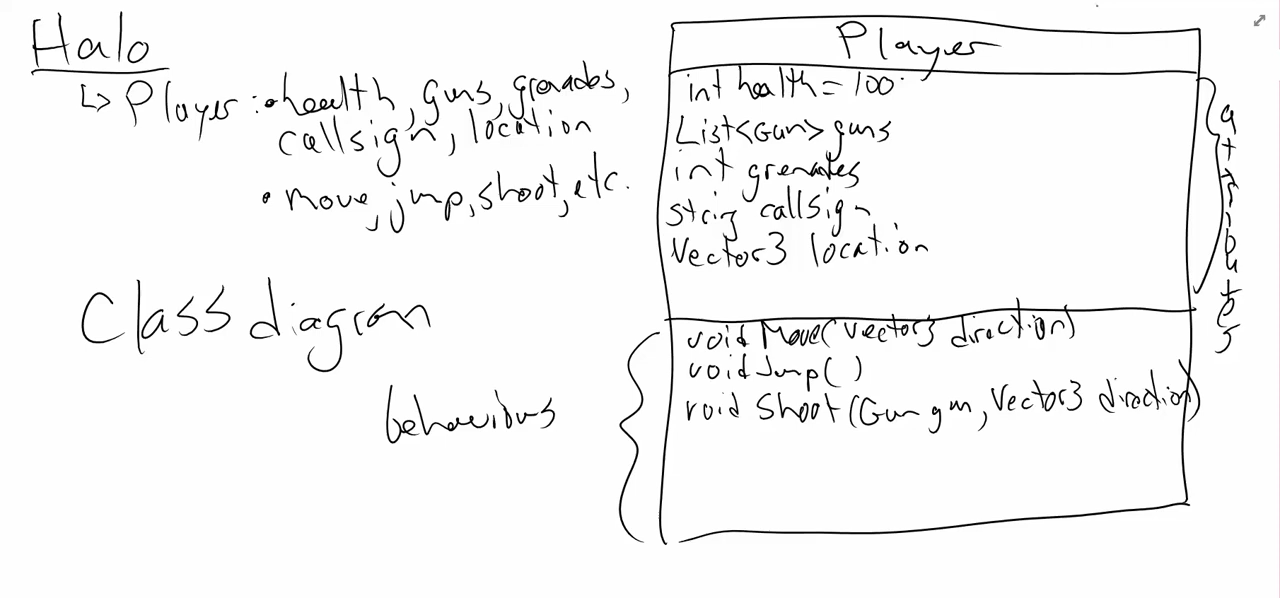 Halo
↳ Player : • health, guns, grenades,
callsign, location
• move, jump, shoot, etc.
Class diagram
behaviours
Player
int health = 100
List<Gun> guns
int grenades
string callsign
Vector3 location
attributes
void Move(Vector3 direction)
void Jump()
void Shoot(Gun gun, Vector3 direction)